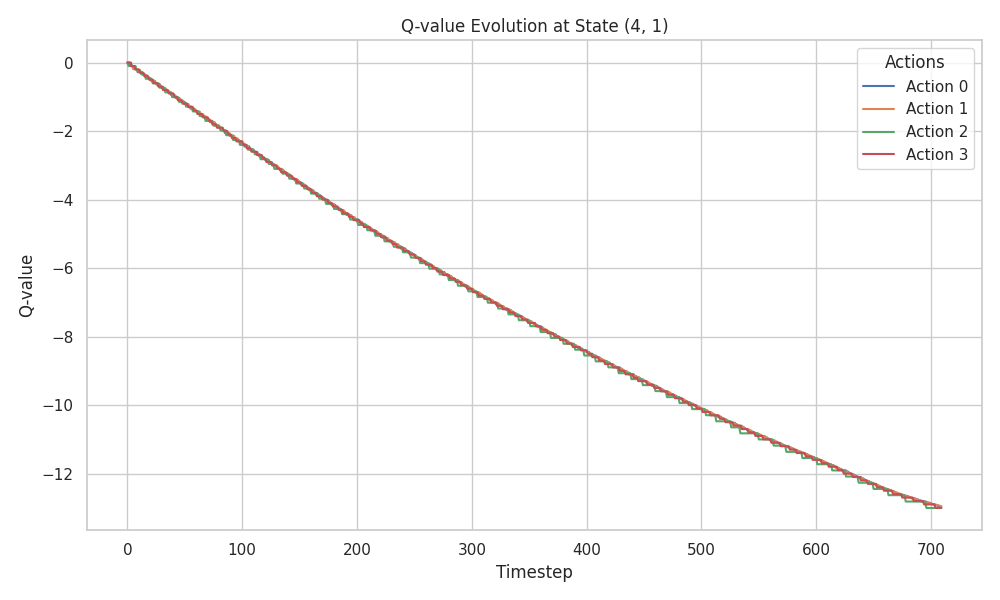 Q-value Evolution at State (4, 1)
Actions
Action 0
Action 1
Action 2
Action 3
Q-value
0
−2
−4
−6
−8
−10
−12
0 100 200 300 400 500 600 700
Timestep